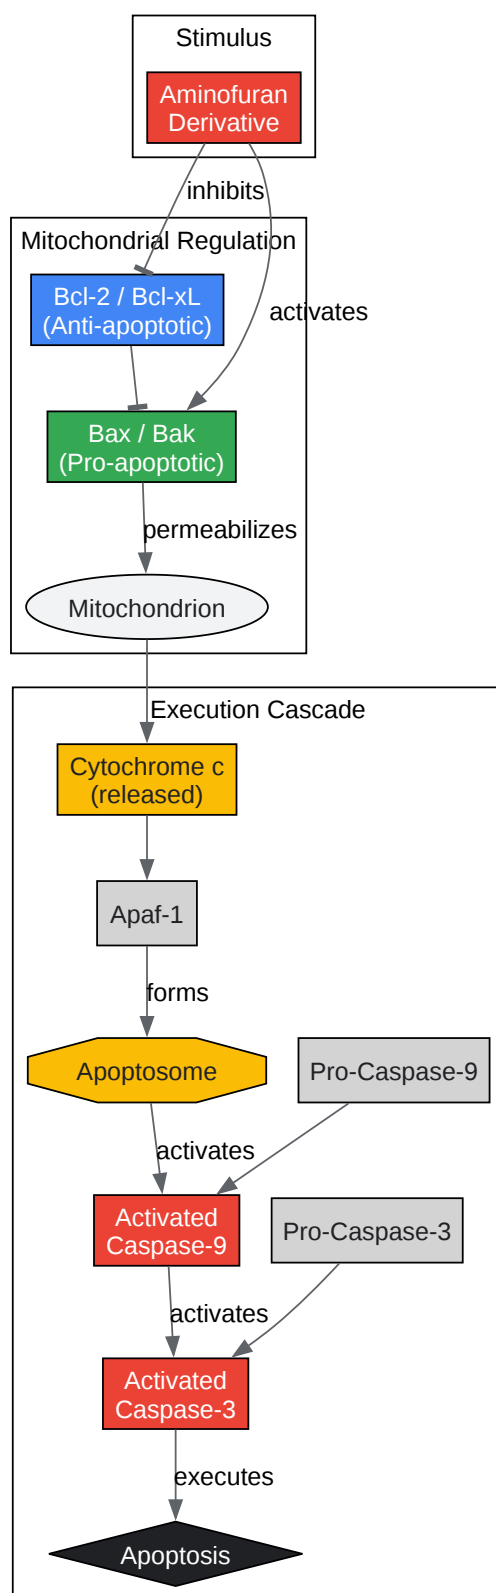 Stimulus
Aminofuran
Derivative
inhibits
Mitochondrial Regulation
Bcl-2 / Bcl-xL
(Anti-apoptotic)
activates
Bax / Bak
(Pro-apoptotic)
permeabilizes
Mitochondrion
Execution Cascade
Cytochrome c
(released)
Apaf-1
forms
Apoptosome
Pro-Caspase-9
activates
Activated
Caspase-9
Pro-Caspase-3
activates
Activated
Caspase-3
executes
Apoptosis